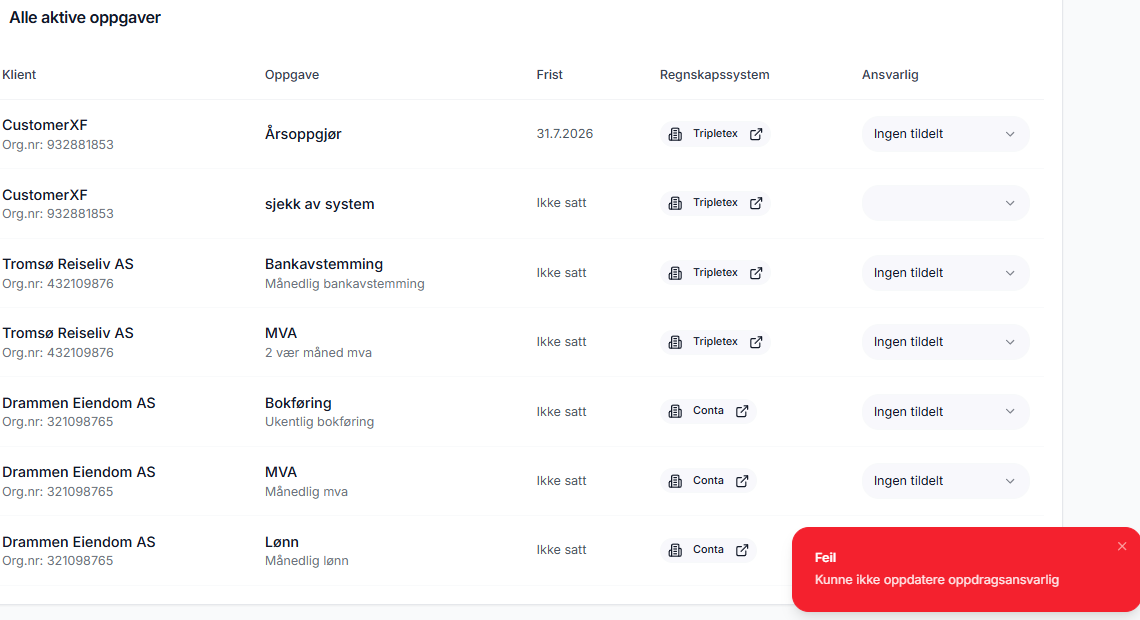 Alle aktive oppgaver
Klient Oppgave Frist Regnskapssystem Ansvarlig
CustomerXF
Org.nr: 932881853
Årsoppgjør
31.7.2026
Tripletex
Ingen tildelt
CustomerXF
Org.nr: 932881853
sjekk av system
Ikke satt
Tripletex
Tromsø Reiseliv AS
Org.nr: 432109876
Bankavstemming
Månedlig bankavstemming
Ikke satt
Tripletex
Ingen tildelt
Tromsø Reiseliv AS
Org.nr: 432109876
MVA
2 vær måned mva
Ikke satt
Tripletex
Ingen tildelt
Drammen Eiendom AS
Org.nr: 321098765
Bokføring
Ukentlig bokføring
Ikke satt
Conta
Ingen tildelt
Drammen Eiendom AS
Org.nr: 321098765
MVA
Månedlig mva
Ikke satt
Conta
Ingen tildelt
Drammen Eiendom AS
Org.nr: 321098765
Lønn
Månedlig lønn
Ikke satt
Conta
Feil
Kunne ikke oppdatere oppdragsansvarlig